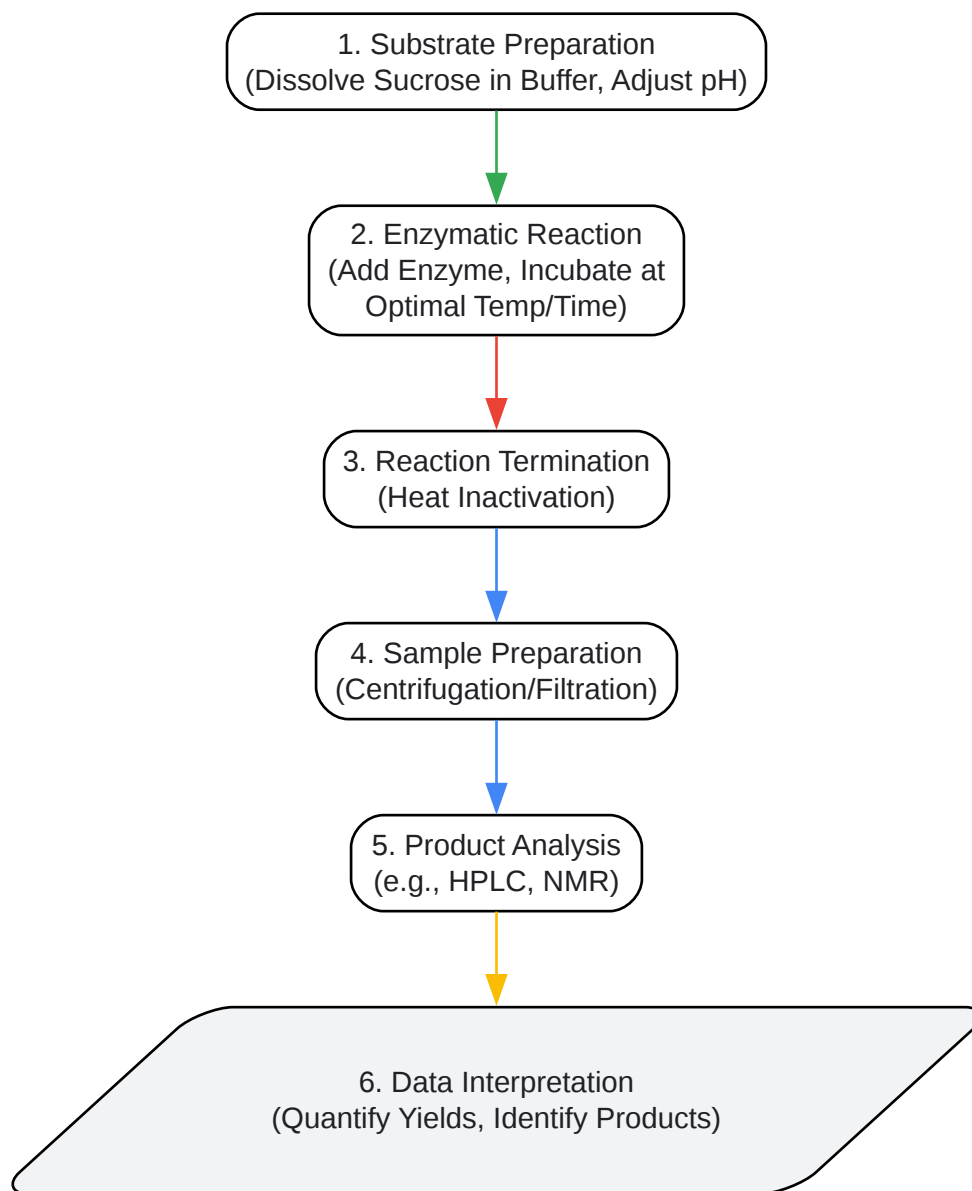 1. Substrate Preparation
(Dissolve Sucrose in Buffer, Adjust pH)
2. Enzymatic Reaction
(Add Enzyme, Incubate at
Optimal Temp/Time)
3. Reaction Termination
(Heat Inactivation)
4. Sample Preparation
(Centrifugation/Filtration)
5. Product Analysis
(e.g., HPLC, NMR)
6. Data Interpretation
(Quantify Yields, Identify Products)